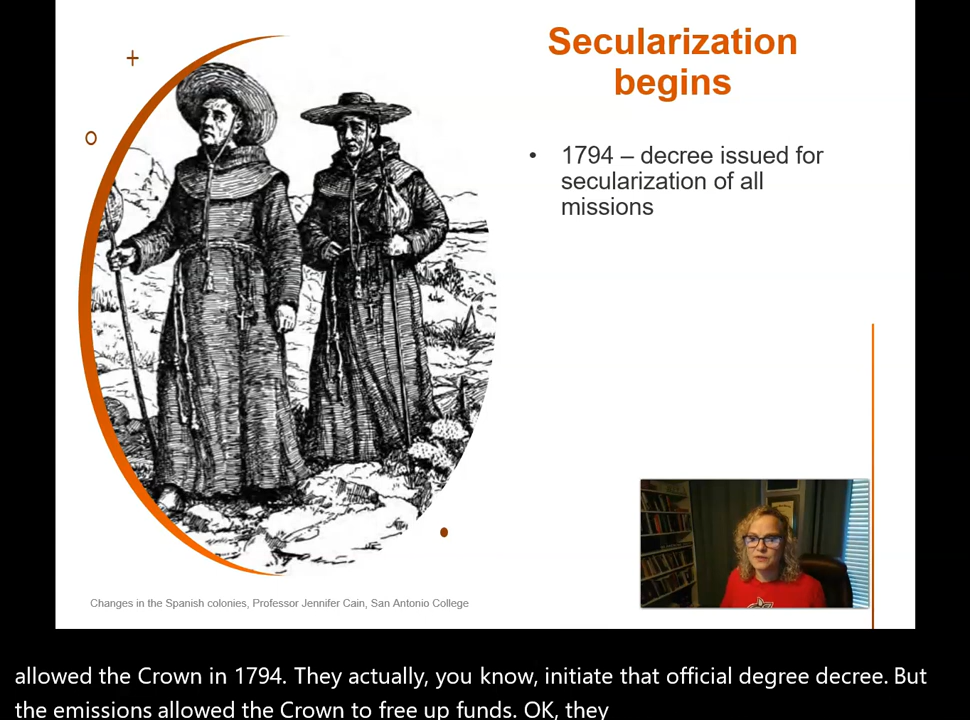 Secularization
begins
• 1794 – decree issued for
secularization of all
missions
Changes in the Spanish colonies, Professor Jennifer Cain, San Antonio College
allowed the Crown in 1794. They actually, you know, initiate that official degree decree. But
the emissions allowed the Crown to free up funds. OK, they